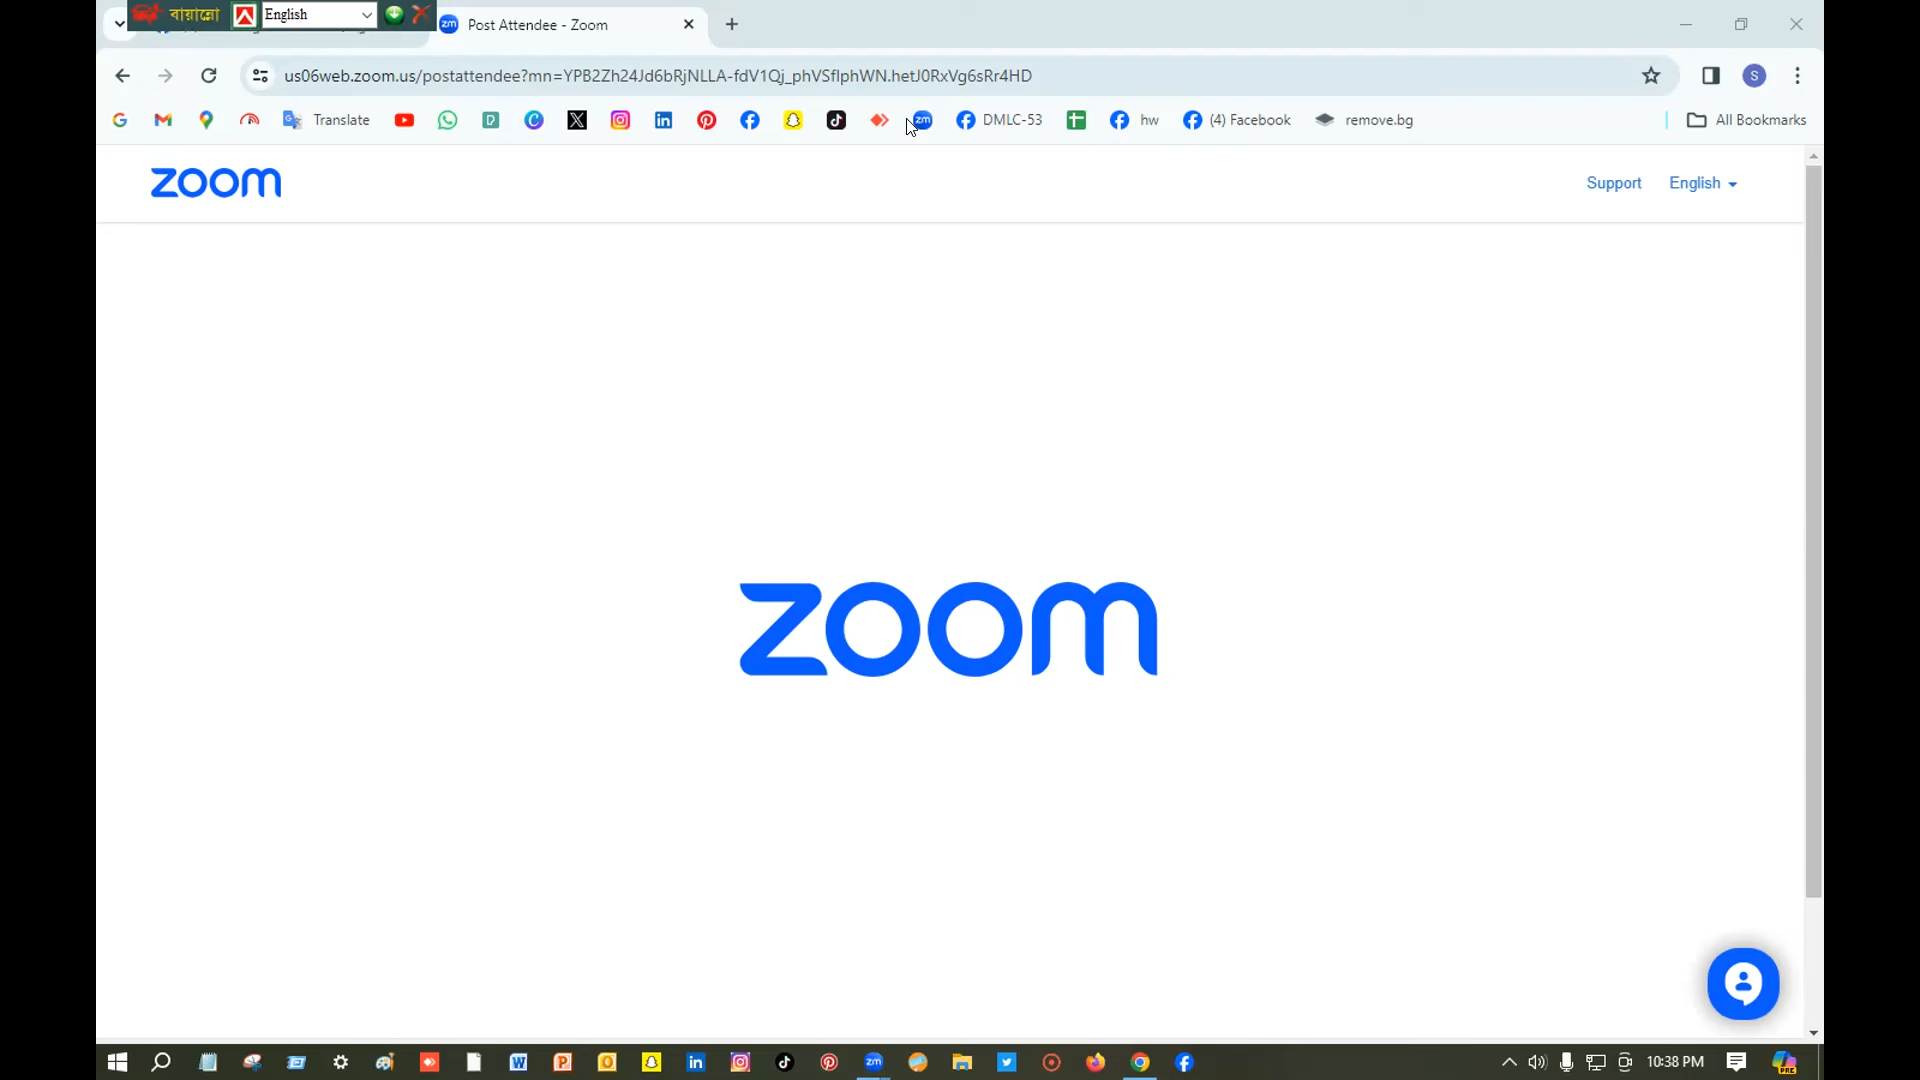 বায়ান্নো
English
Post Attendee - Zoom
us06web.zoom.us/postattendee?mn=YPB2Zh24Jd6bRjNLLA-fdV1Qj_phVSfIphWN.hetJ0RxVg6sRr4HD
Translate
DMLC-53
hw
(4) Facebook
remove.bg
All Bookmarks
zoom
Support
English
zoom
10:38 PM